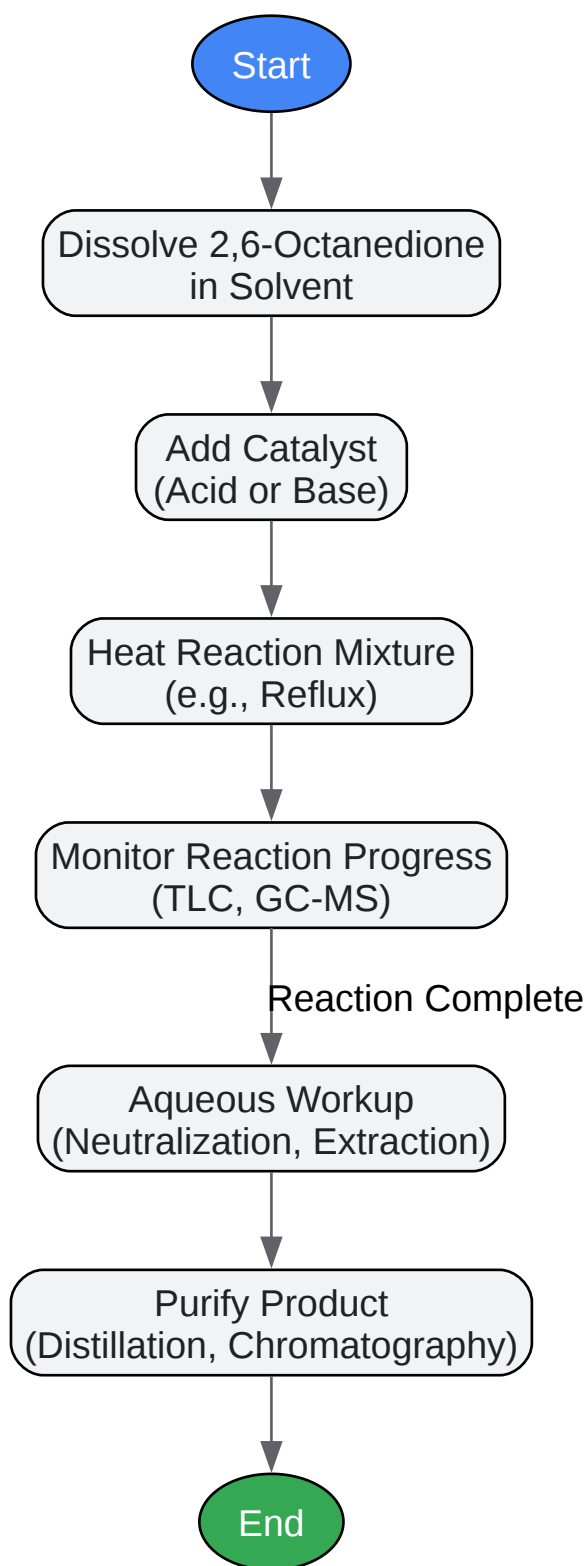 Start
Dissolve 2,6-Octanedione
in Solvent
Add Catalyst
(Acid or Base)
Heat Reaction Mixture
(e.g., Reflux)
Monitor Reaction Progress
(TLC, GC-MS)
Reaction Complete
Aqueous Workup
(Neutralization, Extraction)
Purify Product
(Distillation, Chromatography)
End